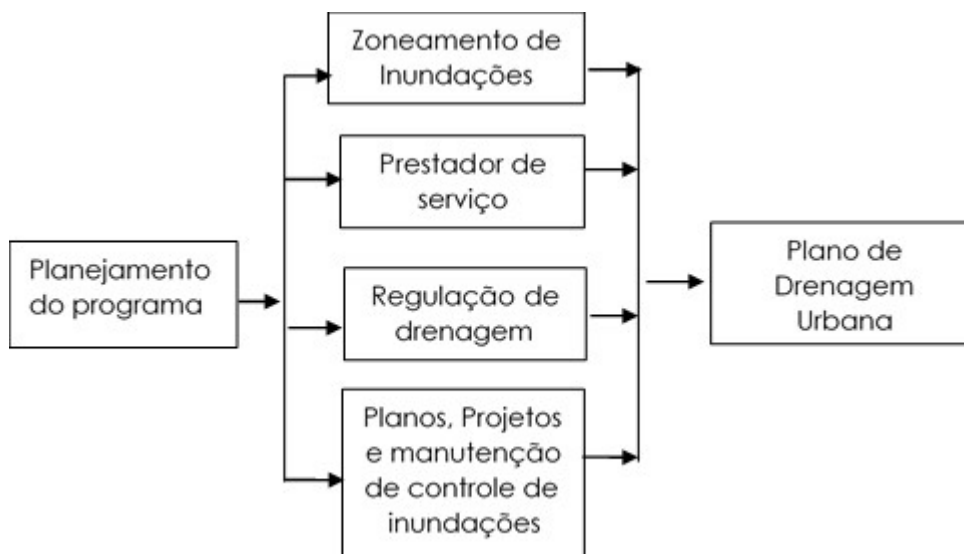 Planejamento
do programa
Zoneamento de
Inundações
Prestador de
serviço
Regulação de
drenagem
Planos, Projetos
e manutenção
de controle de
inundações
Plano de
Drenagem
Urbana